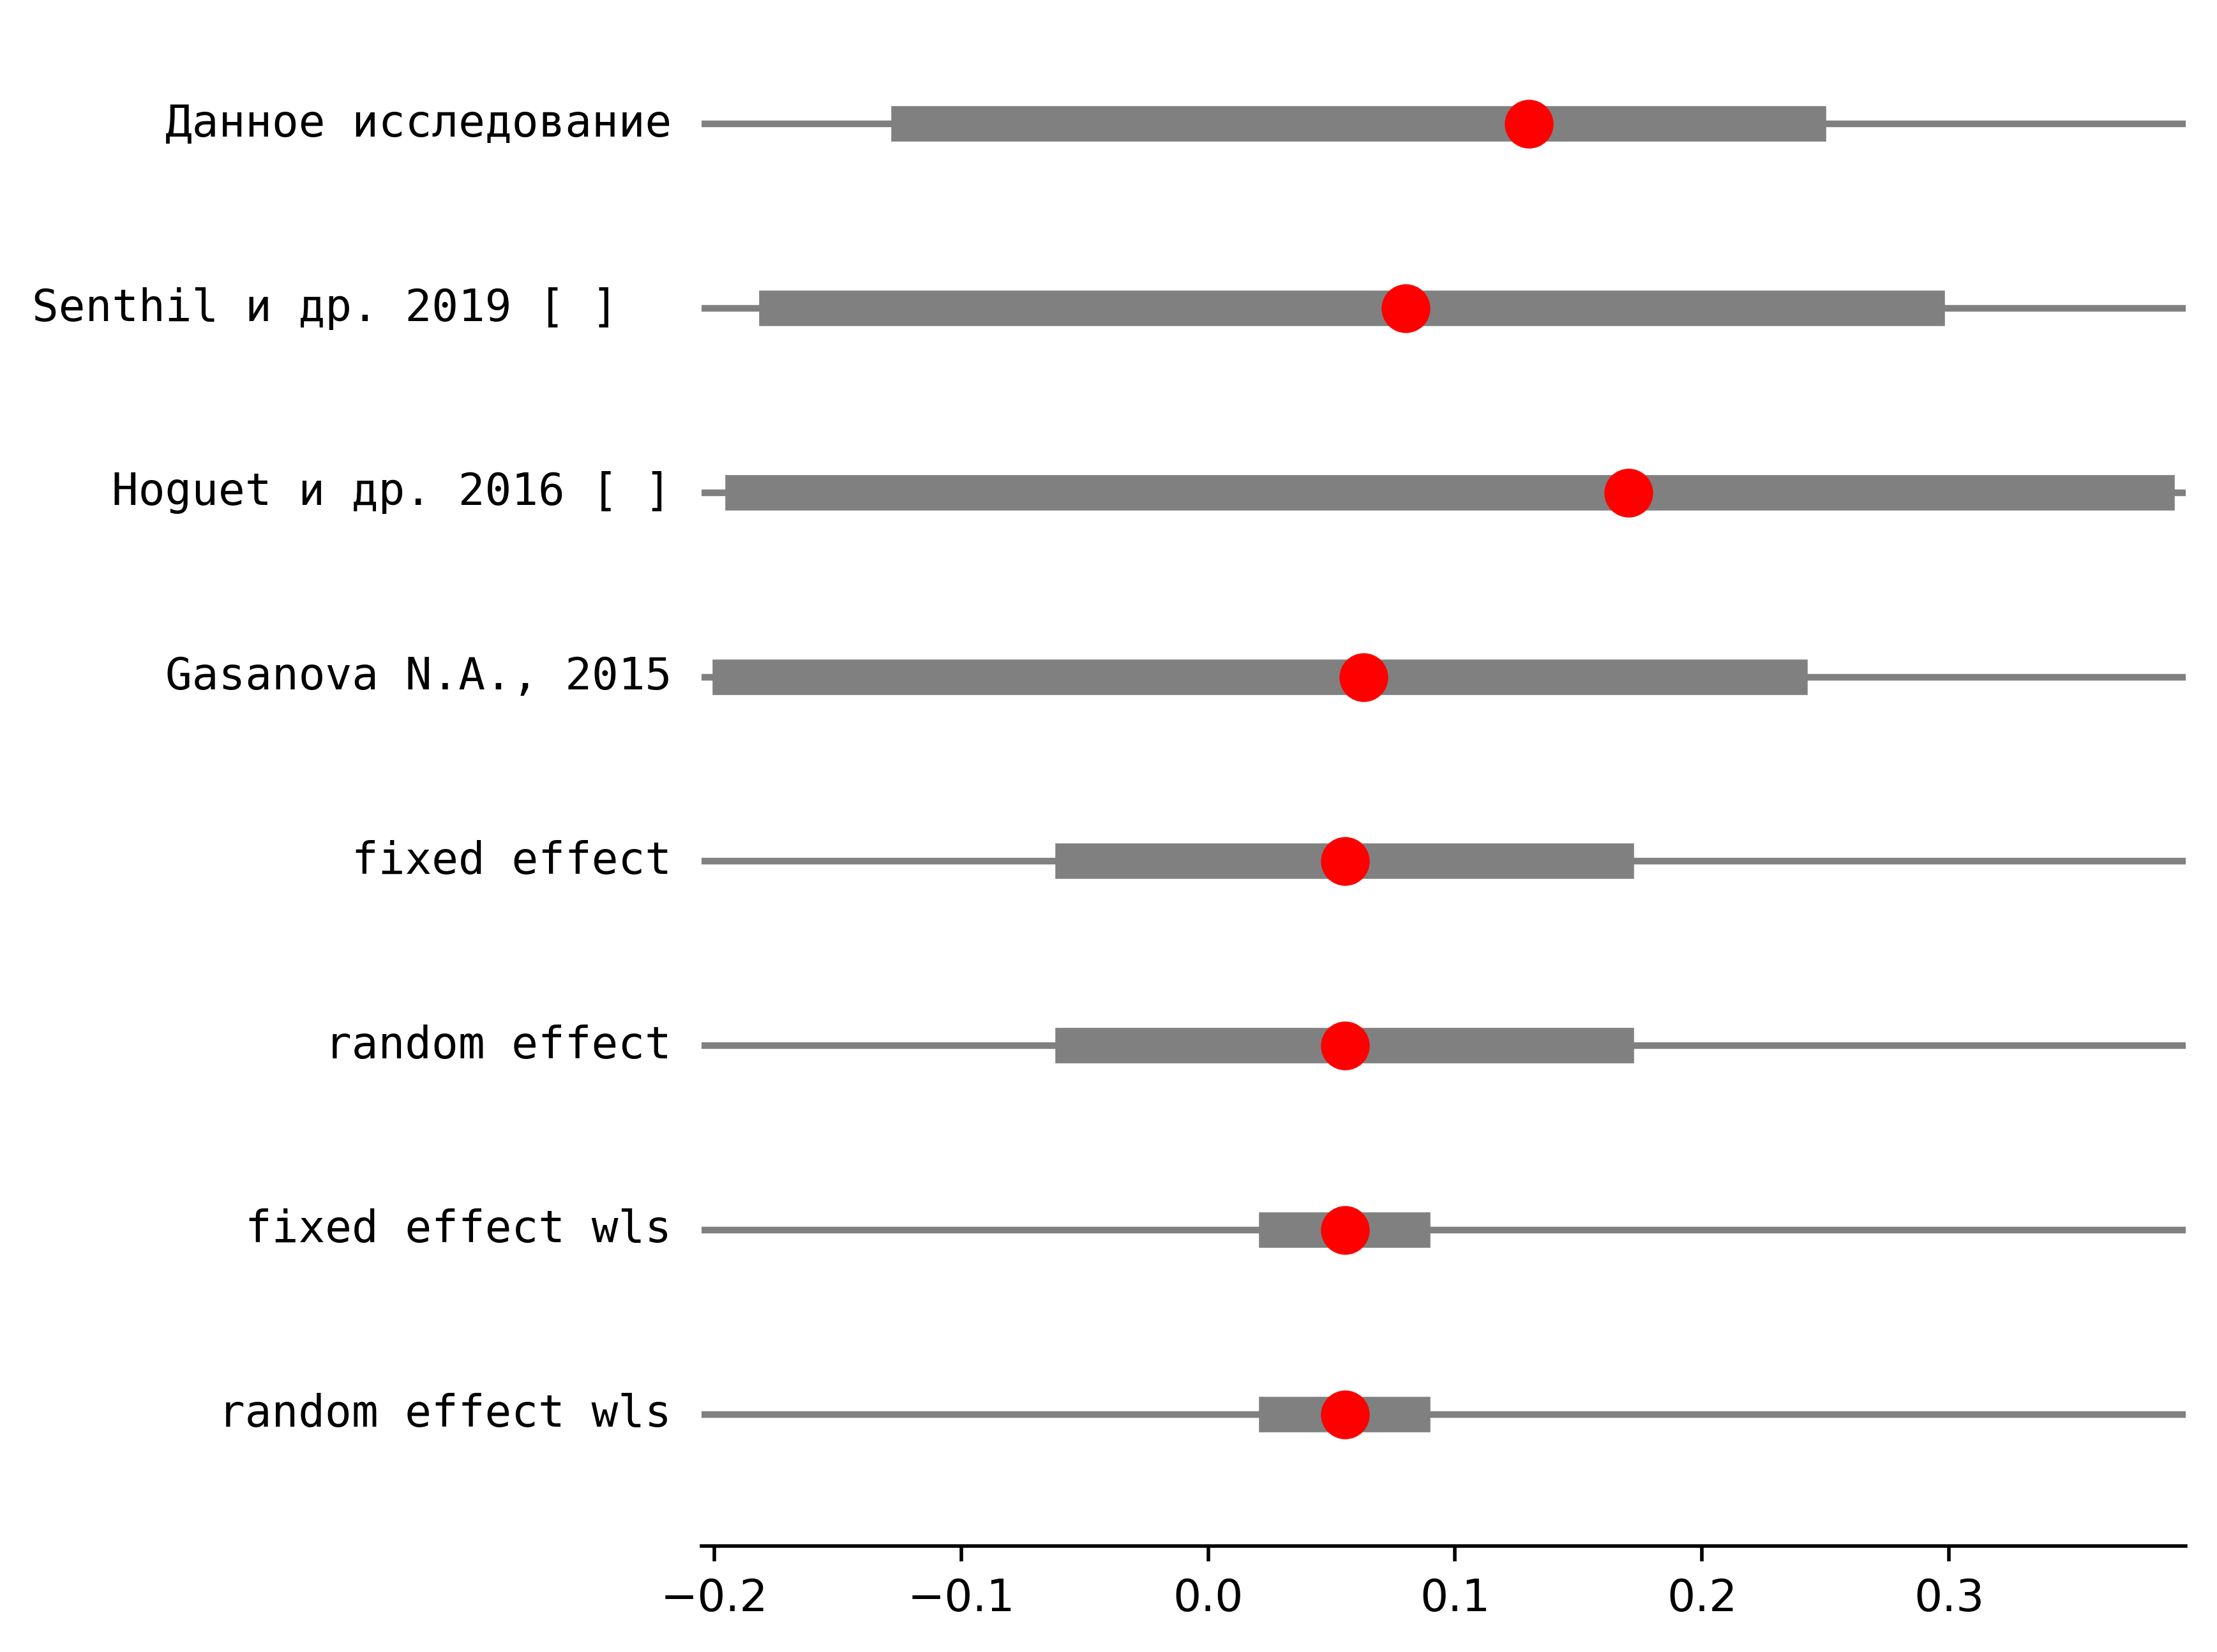 Данное исследование
Senthil и др. 2019 [ ]
Hoguet и др. 2016 [ ]
Gasanova N.A., 2015
fixed effect
random effect
fixed effect wls
random effect wls
−0.2 −0.1 0.0 0.1 0.2 0.3